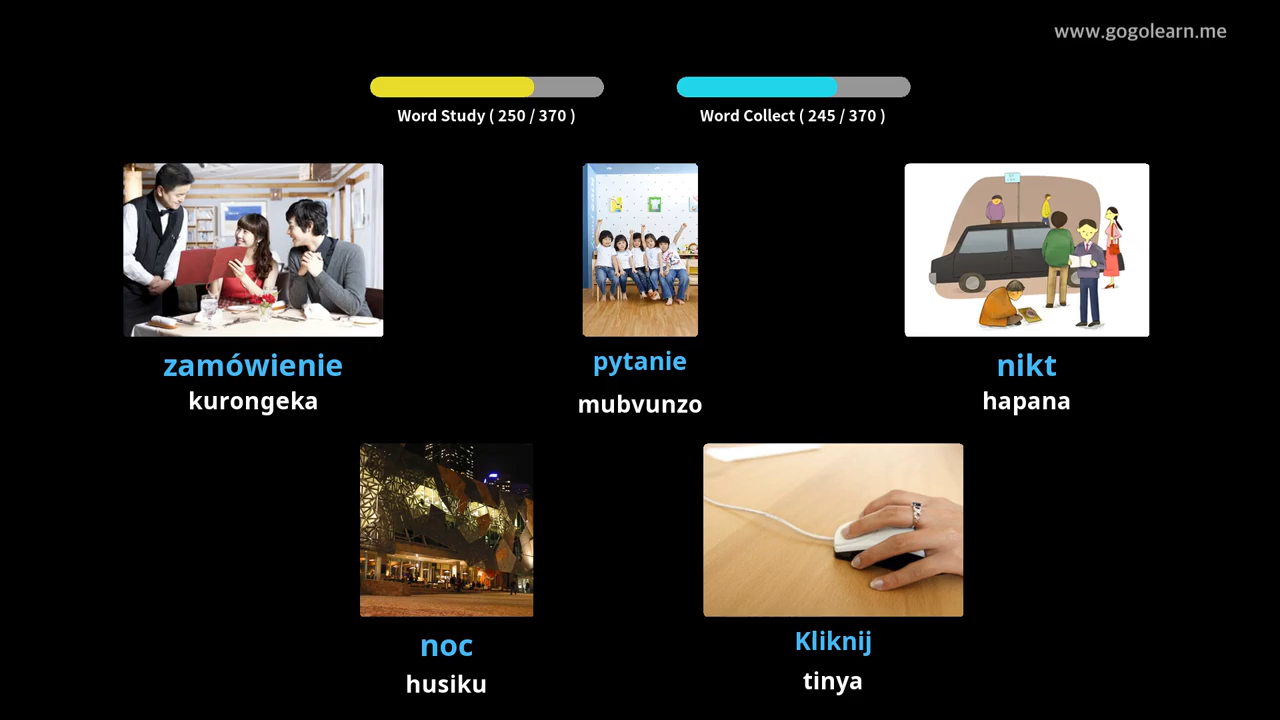 www.gogolearn.me
Word Study ( 250 / 370 )
Word Collect ( 245 / 370 )
zamówienie
kurongeka
pytanie
mubvunzo
nikt
hapana
noc
husiku
Kliknij
tinya